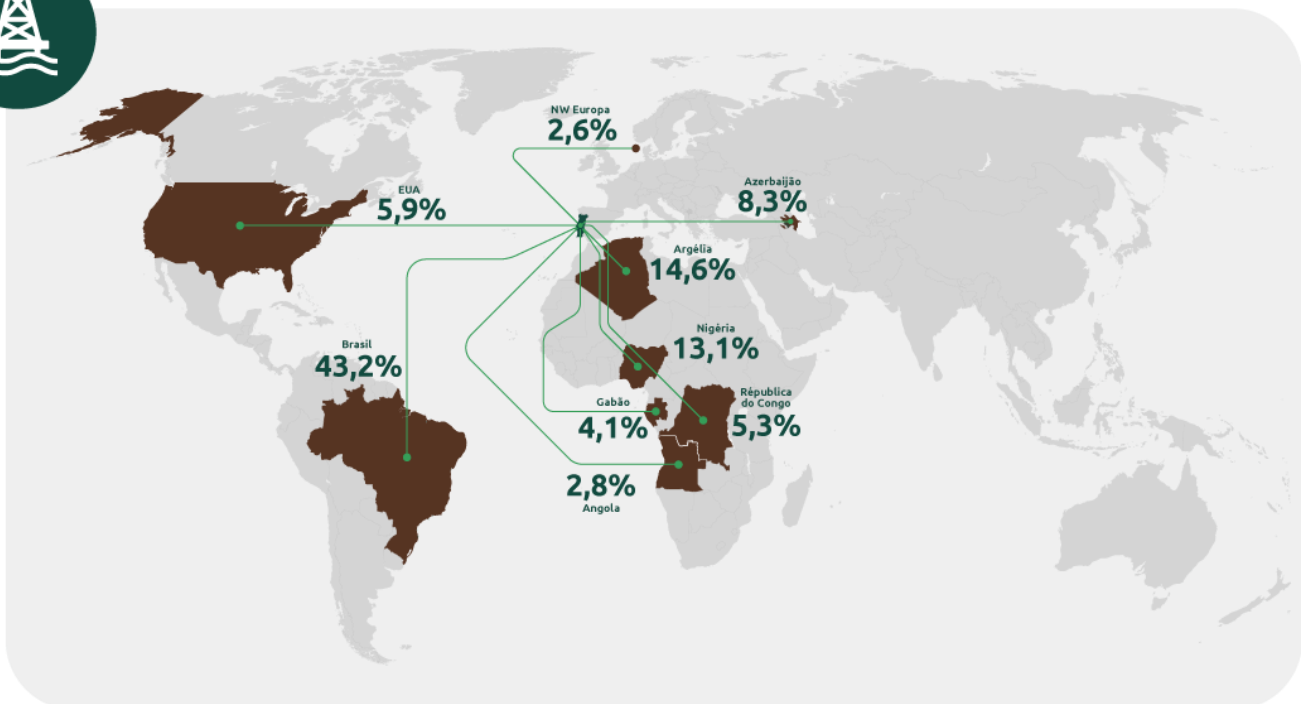 NW Europa
2,6%
EUA
5,9%
Azerbaijão
8,3%
Argélia
14,6%
Nigéria
13,1%
Brasil
43,2%
Gabão
4,1%
Républica
do Congo
5,3%
2,8%
Angola